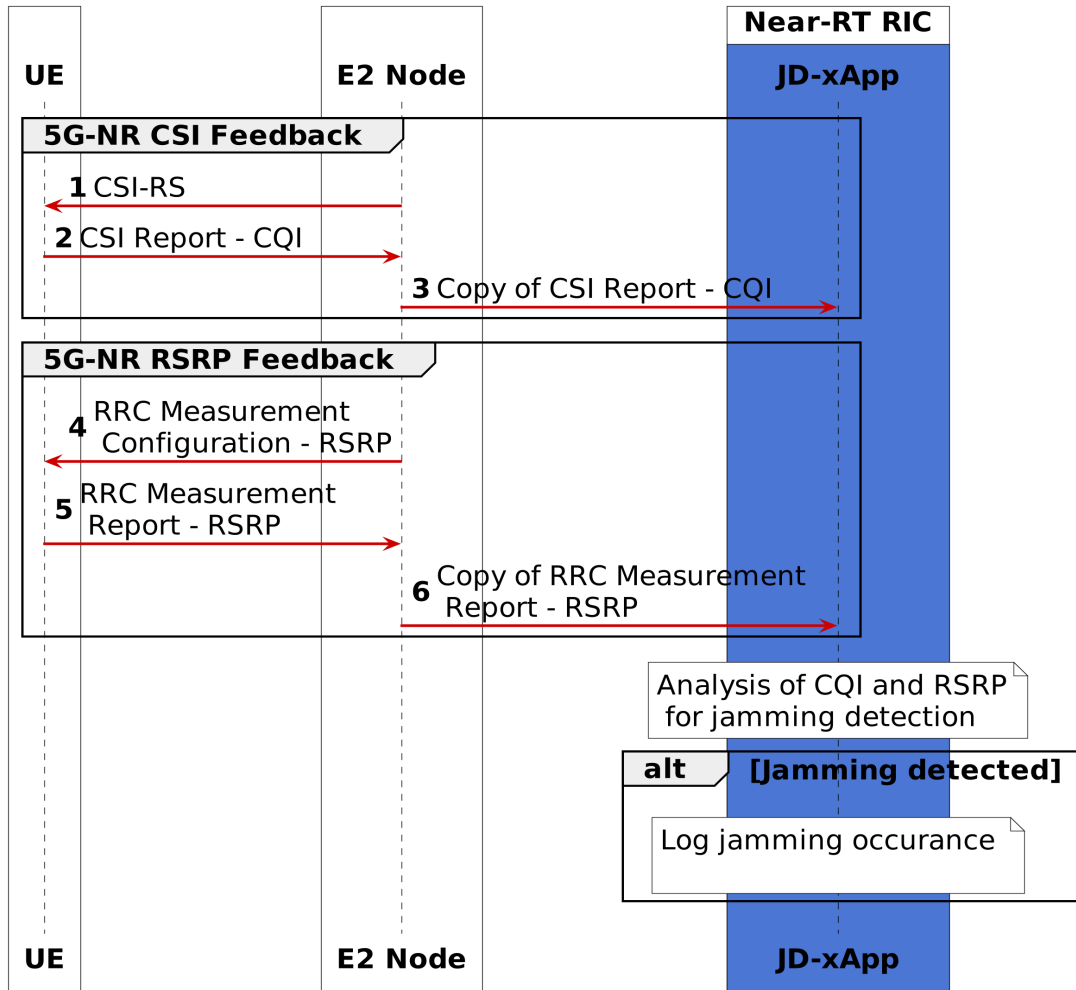 Near-RT RIC
UE
E2 Node
JD-xApp
5G-NR CSI Feedback
1 CSI-RS
2 CSI Report - CQI
3 Copy of CSI Report - CQI
5G-NR RSRP Feedback
4 RRC Measurement
Configuration - RSRP
5 RRC Measurement
Report - RSRP
6 Copy of RRC Measurement
Report - RSRP
Analysis of CQI and RSRP
for jamming detection
alt [Jamming detected]
Log jamming occurance
UE
E2 Node
JD-xApp